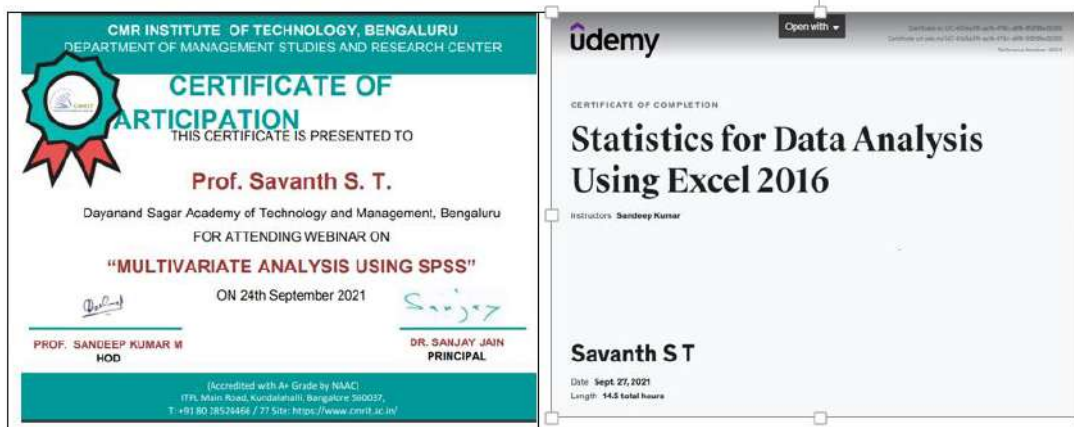 CMR INSTITUTE OF TECHNOLOGY, BENGALURU
DEPARTMENT OF MANAGEMENT STUDIES AND RESEARCH CENTER
CMRIT
CERTIFICATE OF
ARTICIPATION
THIS CERTIFICATE IS PRESENTED TO
Prof. Savanth S. T.
Dayanand Sagar Academy of Technology and Management, Bengaluru
FOR ATTENDING WEBINAR ON
“MULTIVARIATE ANALYSIS USING SPSS”
ON 24th September 2021
Sanjay
PROF. SANDEEP KUMAR M
HOD
DR. SANJAY JAIN
PRINCIPAL
(Accredited with A+ Grade by NAAC)
ITPL Main Road, Kundalahalli, Bangalore 560037,
T: +91 80 28524466 / 77 Site: https://www.cmrit.ac.in/
ûdemy
Open with
CERTIFICATE OF COMPLETION
Statistics for Data Analysis
Using Excel 2016
Instructors Sandeep Kumar
Savanth S T
Date Sept. 27, 2021
Length 14.5 total hours